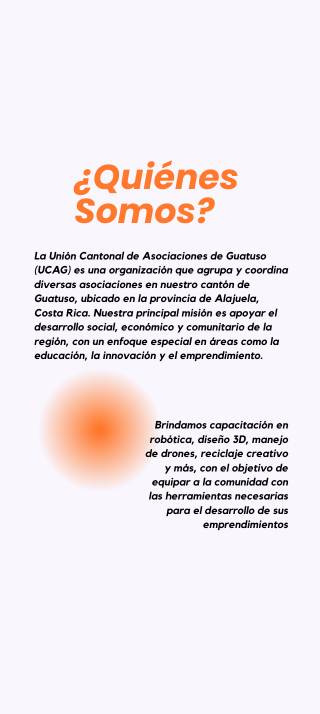 ¿Quiénes
Somos?
La Unión Cantonal de Asociaciones de Guatuso
(UCAG) es una organización que agrupa y coordina
diversas asociaciones en nuestro cantón de
Guatuso, ubicado en la provincia de Alajuela,
Costa Rica. Nuestra principal misión es apoyar el
desarrollo social, económico y comunitario de la
región, con un enfoque especial en áreas como la
educación, la innovación y el emprendimiento.
Brindamos capacitación en
robótica, diseño 3D, manejo
de drones, reciclaje creativo
y más, con el objetivo de
equipar a la comunidad con
las herramientas necesarias
para el desarrollo de sus
emprendimientos